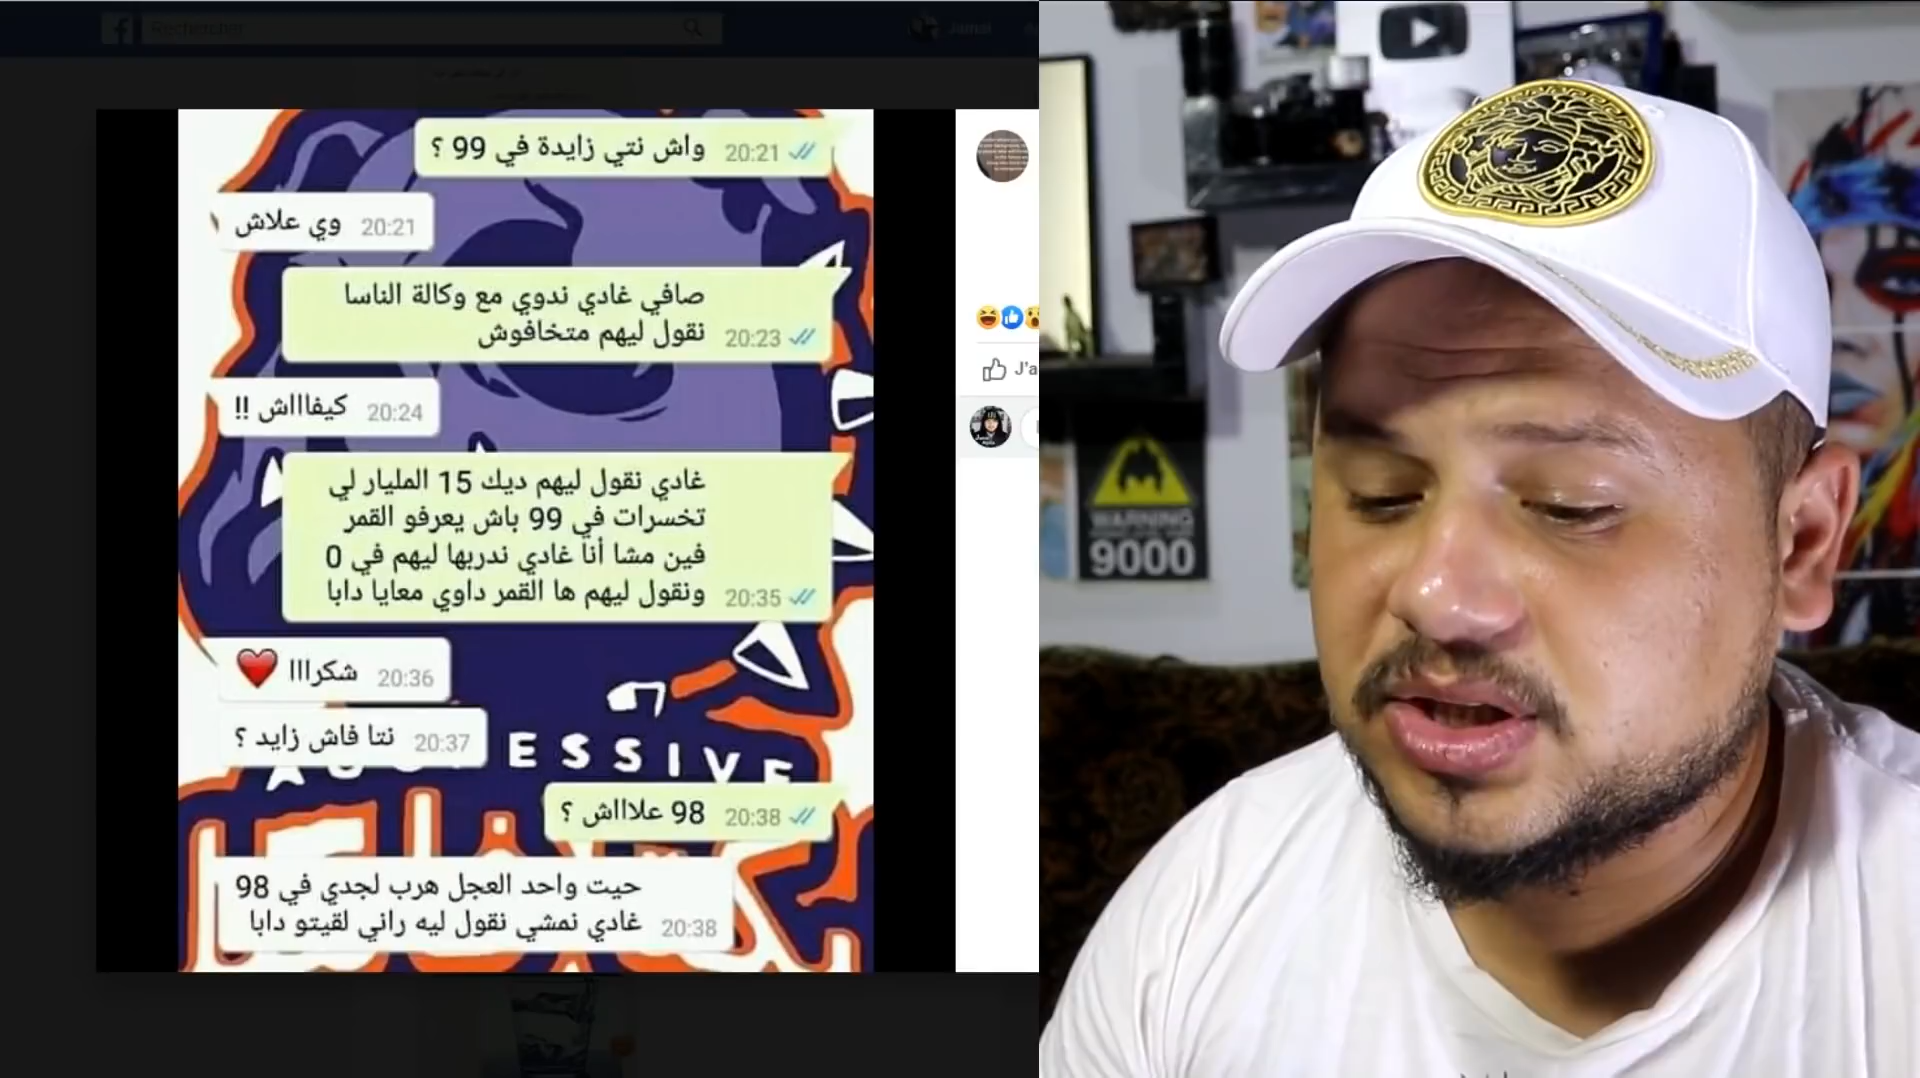 Rechercher
Jamal
واش نتي زايدة في 99 ؟
20:21
وي علاش
20:21
صافي غادي ندوي مع وكالة الناسا
نقول ليهم متخافوش
20:23
كيفاااش !!
20:24
غادي نقول ليهم ديك 15 المليار لي
تخسرات في 99 باش يعرفو القمر
فين مشا أنا غادي ندربها ليهم في 0
ونقول ليهم ها القمر داوي معايا دابا
20:35
شكرااا ❤️
20:36
نتا فاش زايد ؟
20:37
ESSIVE
98 علاااش ؟
20:38
حيت واحد العجل هرب لجدي في 98
غادي نمشي نقول ليه راني لقيتو دابا
20:38
J'a
WARNING
9000